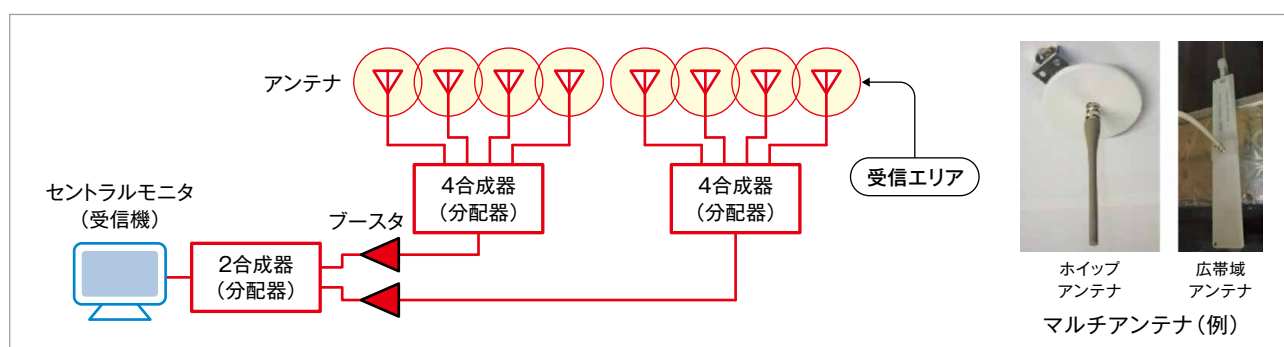 アンテナ
4合成器
(分配器)
4合成器
(分配器)
受信エリア
セントラルモニタ
(受信機)
ブースタ
2合成器
(分配器)
ホイップ
アンテナ
広帯域
アンテナ
マルチアンテナ(例)